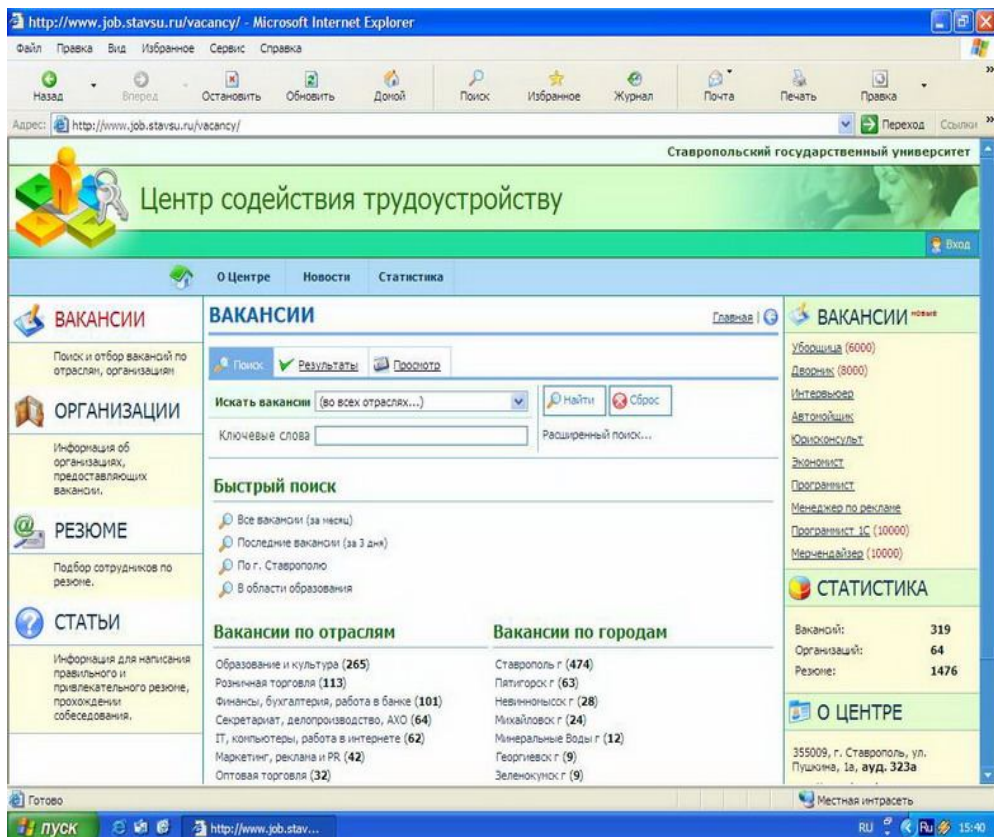 http://www.job.stavsu.ru/vacancy/ - Microsoft Internet Explorer
Файл Правка Вид Избранное Сервис Справка
Назад Вперед Остановить Обновить Домой Поиск Избранное Журнал Почта Печать Правка
Адрес: http://www.job.stavsu.ru/vacancy/ Переход Ссылки
Ставропольский государственный университет
Центр содействия трудоустройству
Вход
О Центре Новости Статистика
ВАКАНСИИ
Поиск и отбор вакансий по
отраслям, организациям
ОРГАНИЗАЦИИ
Информация об
организациях,
предоставляющих
вакансии.
РЕЗЮМЕ
Подбор сотрудников по
резюме.
СТАТЬИ
Информация для написания
правильного и
привлекательного резюме,
прохождении
собеседования.
ВАКАНСИИ
Главная |
Поиск Результаты Просмотр
Искать вакансии (во всех отраслях...) Найти Сброс
Ключевые слова Расширенный поиск...
Быстрый поиск
Все вакансии (за месяц)
Последние вакансии (за 3 дня)
По г. Ставрополю
В области образования
Вакансии по отраслям
Образование и культура (265)
Розничная торговля (113)
Финансы, бухгалтерия, работа в банке (101)
Секретариат, делопроизводство, АХО (64)
IT, компьютеры, работа в интернете (62)
Маркетинг, реклама и PR (42)
Оптовая торговля (32)
Вакансии по городам
Ставрополь г (474)
Пятигорск г (63)
Невинномысск г (28)
Михайловск г (24)
Минеральные Воды г (12)
Георгиевск г (9)
Зеленокумск г (9)
ВАКАНСИИ новые
Уборщица (6000)
Дворник (8000)
Интервьюер
Автомойщик
Юрисконсульт
Экономист
Программист
Менеджер по рекламе
Программист 1С (10000)
Мерчендайзер (10000)
СТАТИСТИКА
Вакансий: 319
Организаций: 64
Резюме: 1476
О ЦЕНТРЕ
355009, г. Ставрополь, ул.
Пушкина, 1а, ауд. 323а
Готово
Местная интрасеть
пуск
http://www.job.stav...
RU Ru 15:40